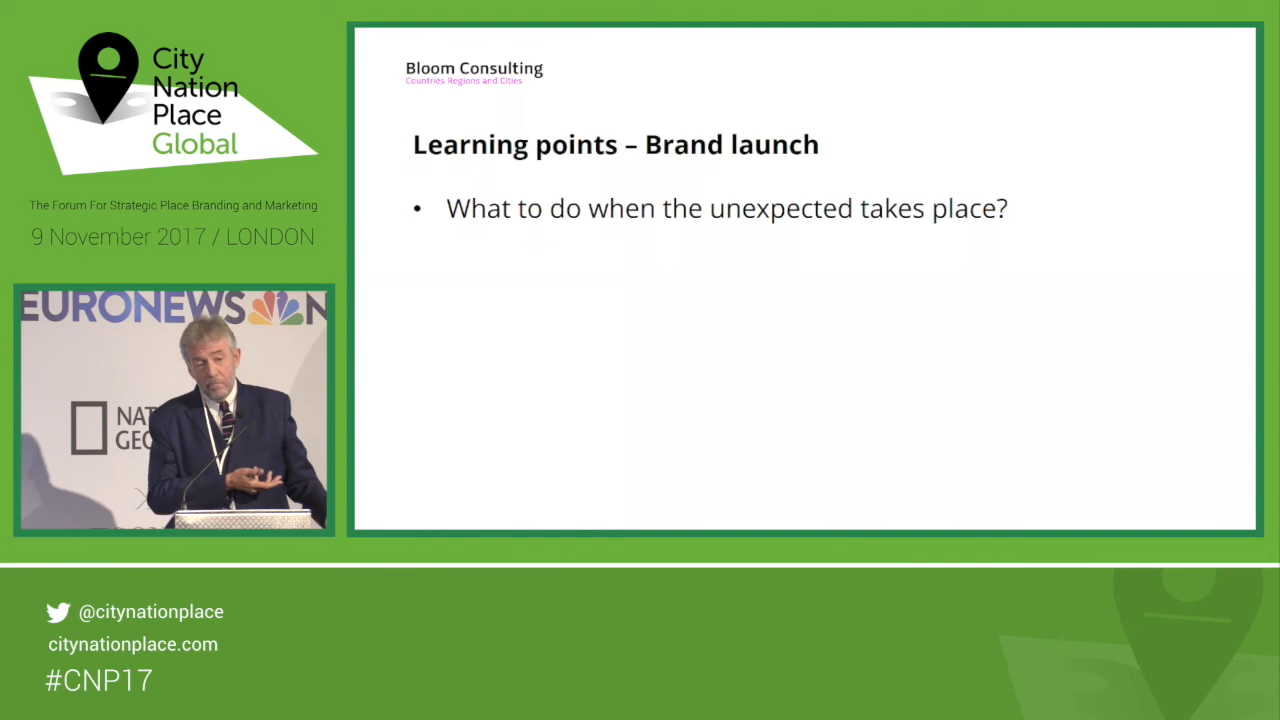 City
Nation
Place
Global
The Forum For Strategic Place Branding and Marketing
9 November 2017 / LONDON
EURONEWS N
NAT
GEO
Bloom Consulting
Countries Regions and Cities
Learning points – Brand launch
• What to do when the unexpected takes place?
@citynationplace
citynationplace.com
#CNP17